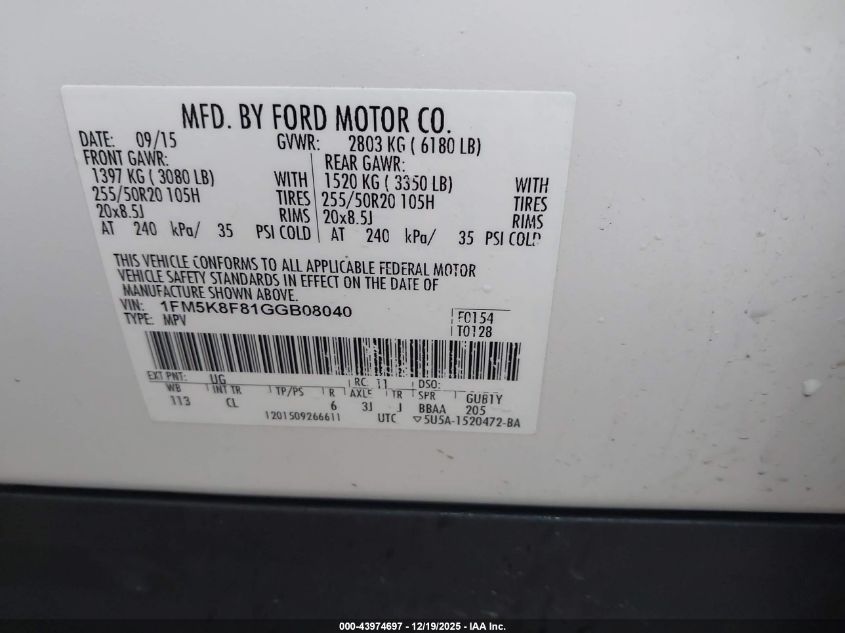 MFD. BY FORD MOTOR CO.
DATE: 09/15 GVWR: 2803 KG ( 6180 LB)
FRONT GAWR: REAR GAWR:
1397 KG ( 3080 LB) WITH 1520 KG ( 3350 LB) WITH
255/50R20 105H TIRES 255/50R20 105H TIRES
20x8.5J RIMS 20x8.5J RIMS
AT 240 kPa/ 35 PSI COLD AT 240 kPa/ 35 PSI COLD
THIS VEHICLE CONFORMS TO ALL APPLICABLE FEDERAL MOTOR
VEHICLE SAFETY STANDARDS IN EFFECT ON THE DATE OF
MANUFACTURE SHOWN ABOVE.
VIN: 1FM5K8F81GGB08040 F0154
TYPE: MPV T0128
EXT PNT: UG RC: 11 DSO:
WB INT TR TP/PS R AXLE TR SPR GUB1Y
113 CL 6 3J J BBAA 205
1201509266611 UTC ▽5U5A-1520472-BA
000-43974697 - 12/19/2025 - IAA Inc.